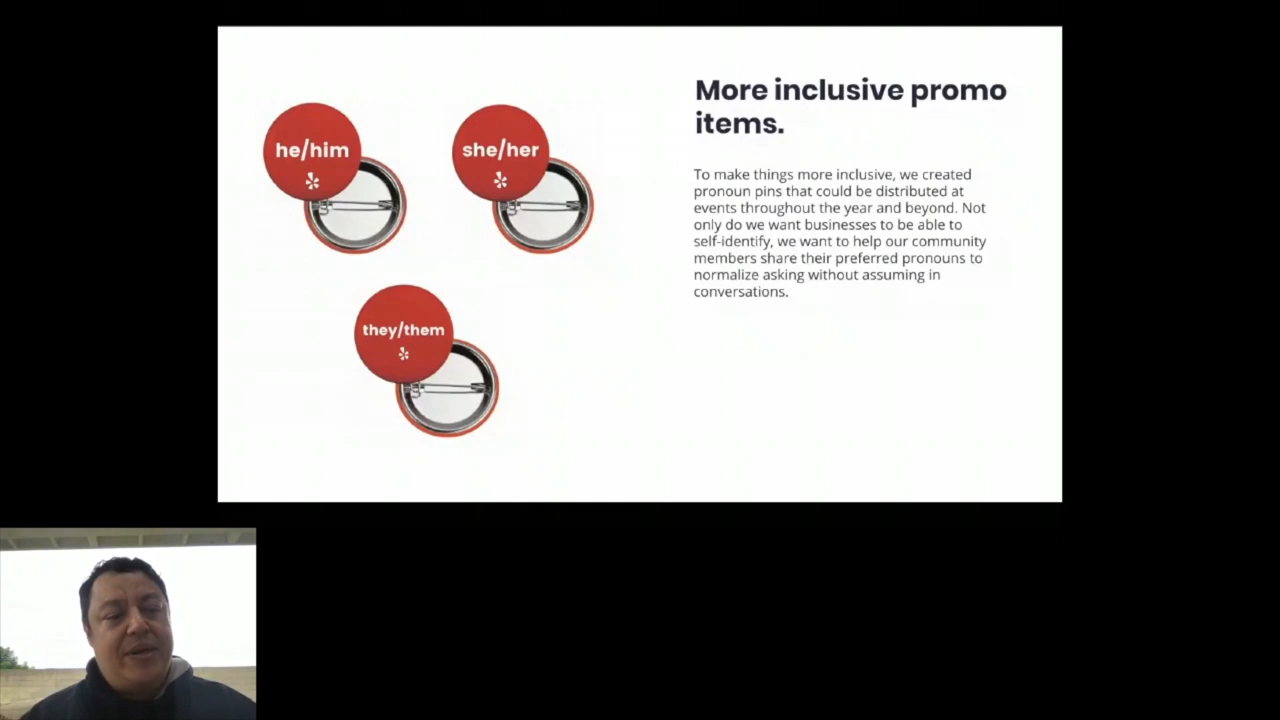 More inclusive promo
items.
he/him
she/her
they/them
To make things more inclusive, we created
pronoun pins that could be distributed at
events throughout the year and beyond. Not
only do we want businesses to be able to
self-identify, we want to help our community
members share their preferred pronouns to
normalize asking without assuming in
conversations.